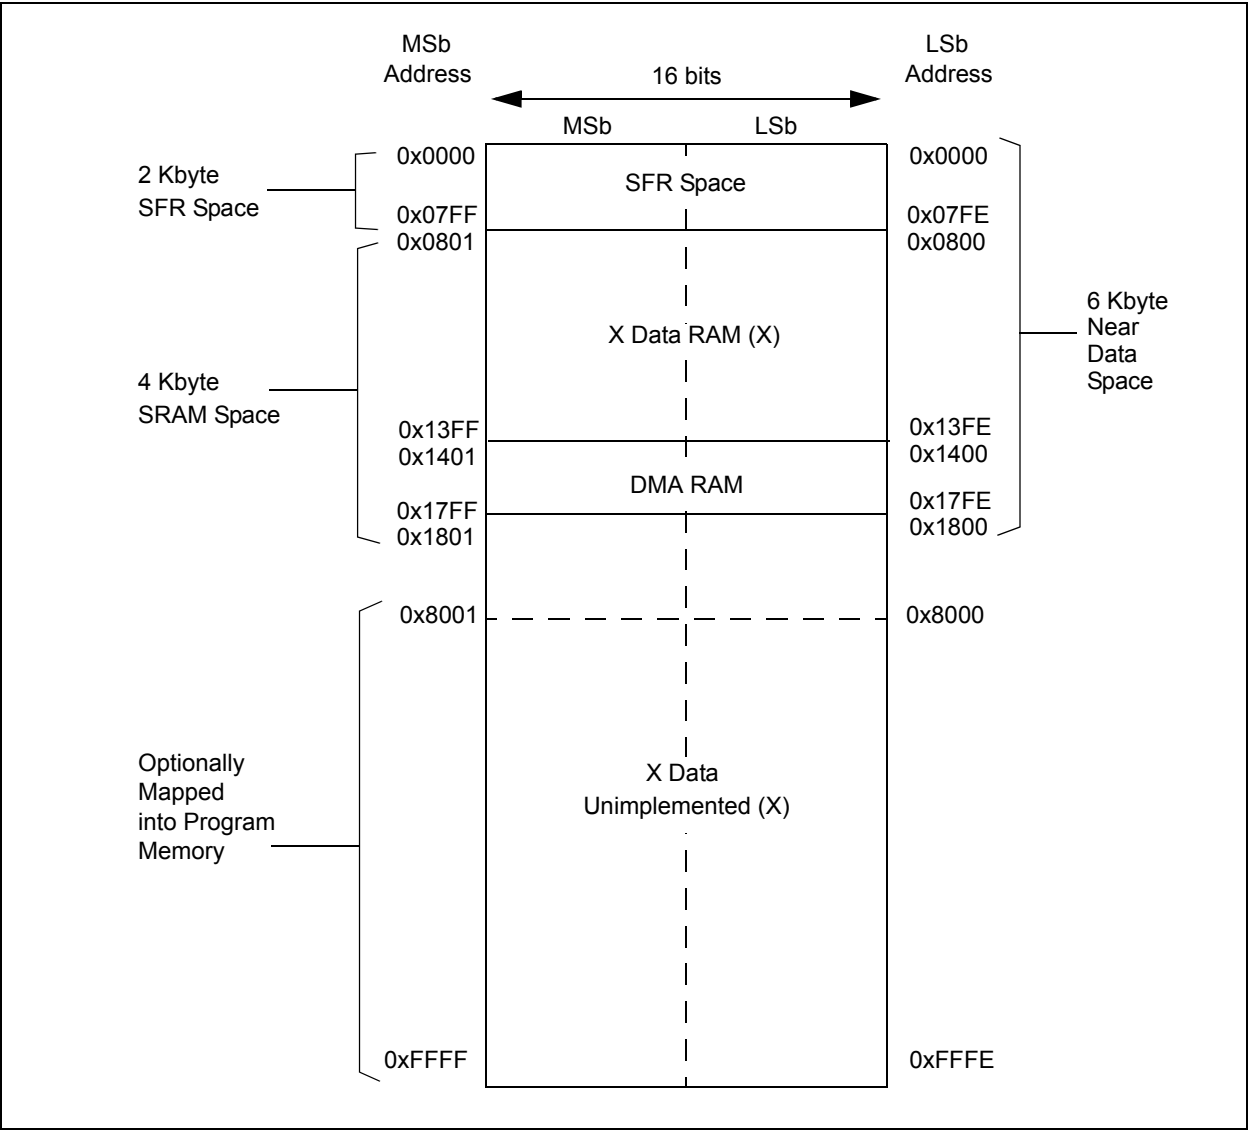 MSb
Address
LSb
Address
16 bits
MSb
LSb
2 Kbyte
SFR Space
0x0000
SFR Space
0x0000
0x07FF
0x07FE
0x0801
0x0800
X Data RAM (X)
6 Kbyte
Near
Data
Space
4 Kbyte
SRAM Space
0x13FF
0x13FE
0x1401
0x1400
DMA RAM
0x17FF
0x17FE
0x1801
0x1800
0x8001
0x8000
Optionally
Mapped
into Program
Memory
X Data
Unimplemented (X)
0xFFFF
0xFFFE